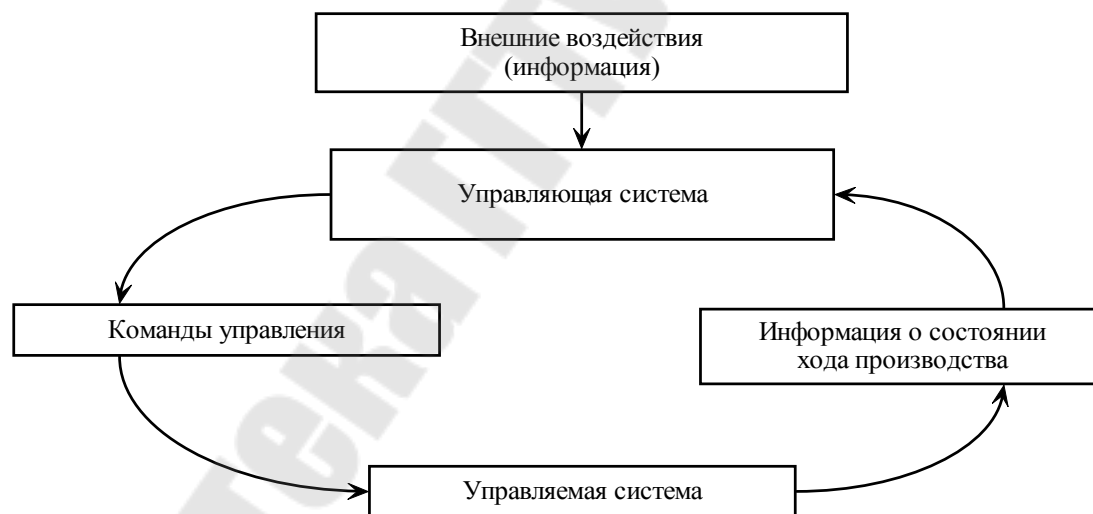 Внешние воздействия
(информация)
Управляющая система
Команды управления
Информация о состоянии
хода производства
Управляемая система